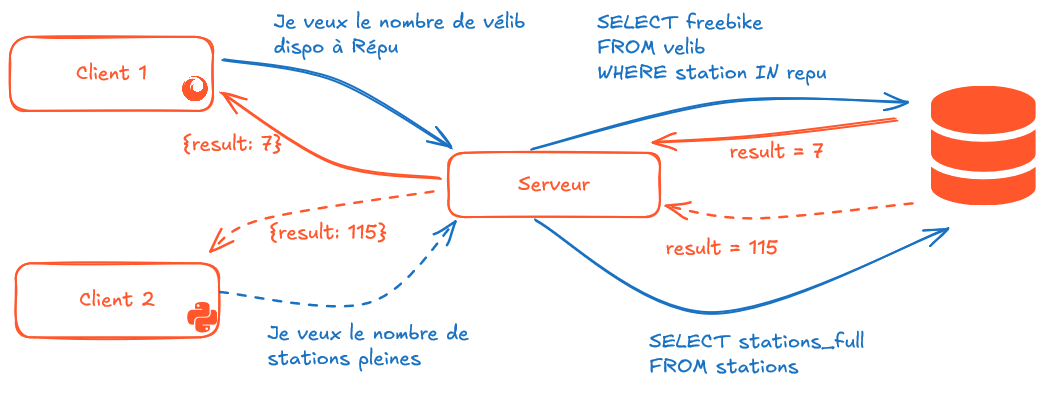 Je veux le nombre de vélib
dispo à Répu
SELECT freebike
FROM velib
WHERE station IN repu
Client 1
{result: 7}
result = 7
Serveur
{result: 115}
result = 115
Client 2
Je veux le nombre de
stations pleines
SELECT stations_full
FROM stations